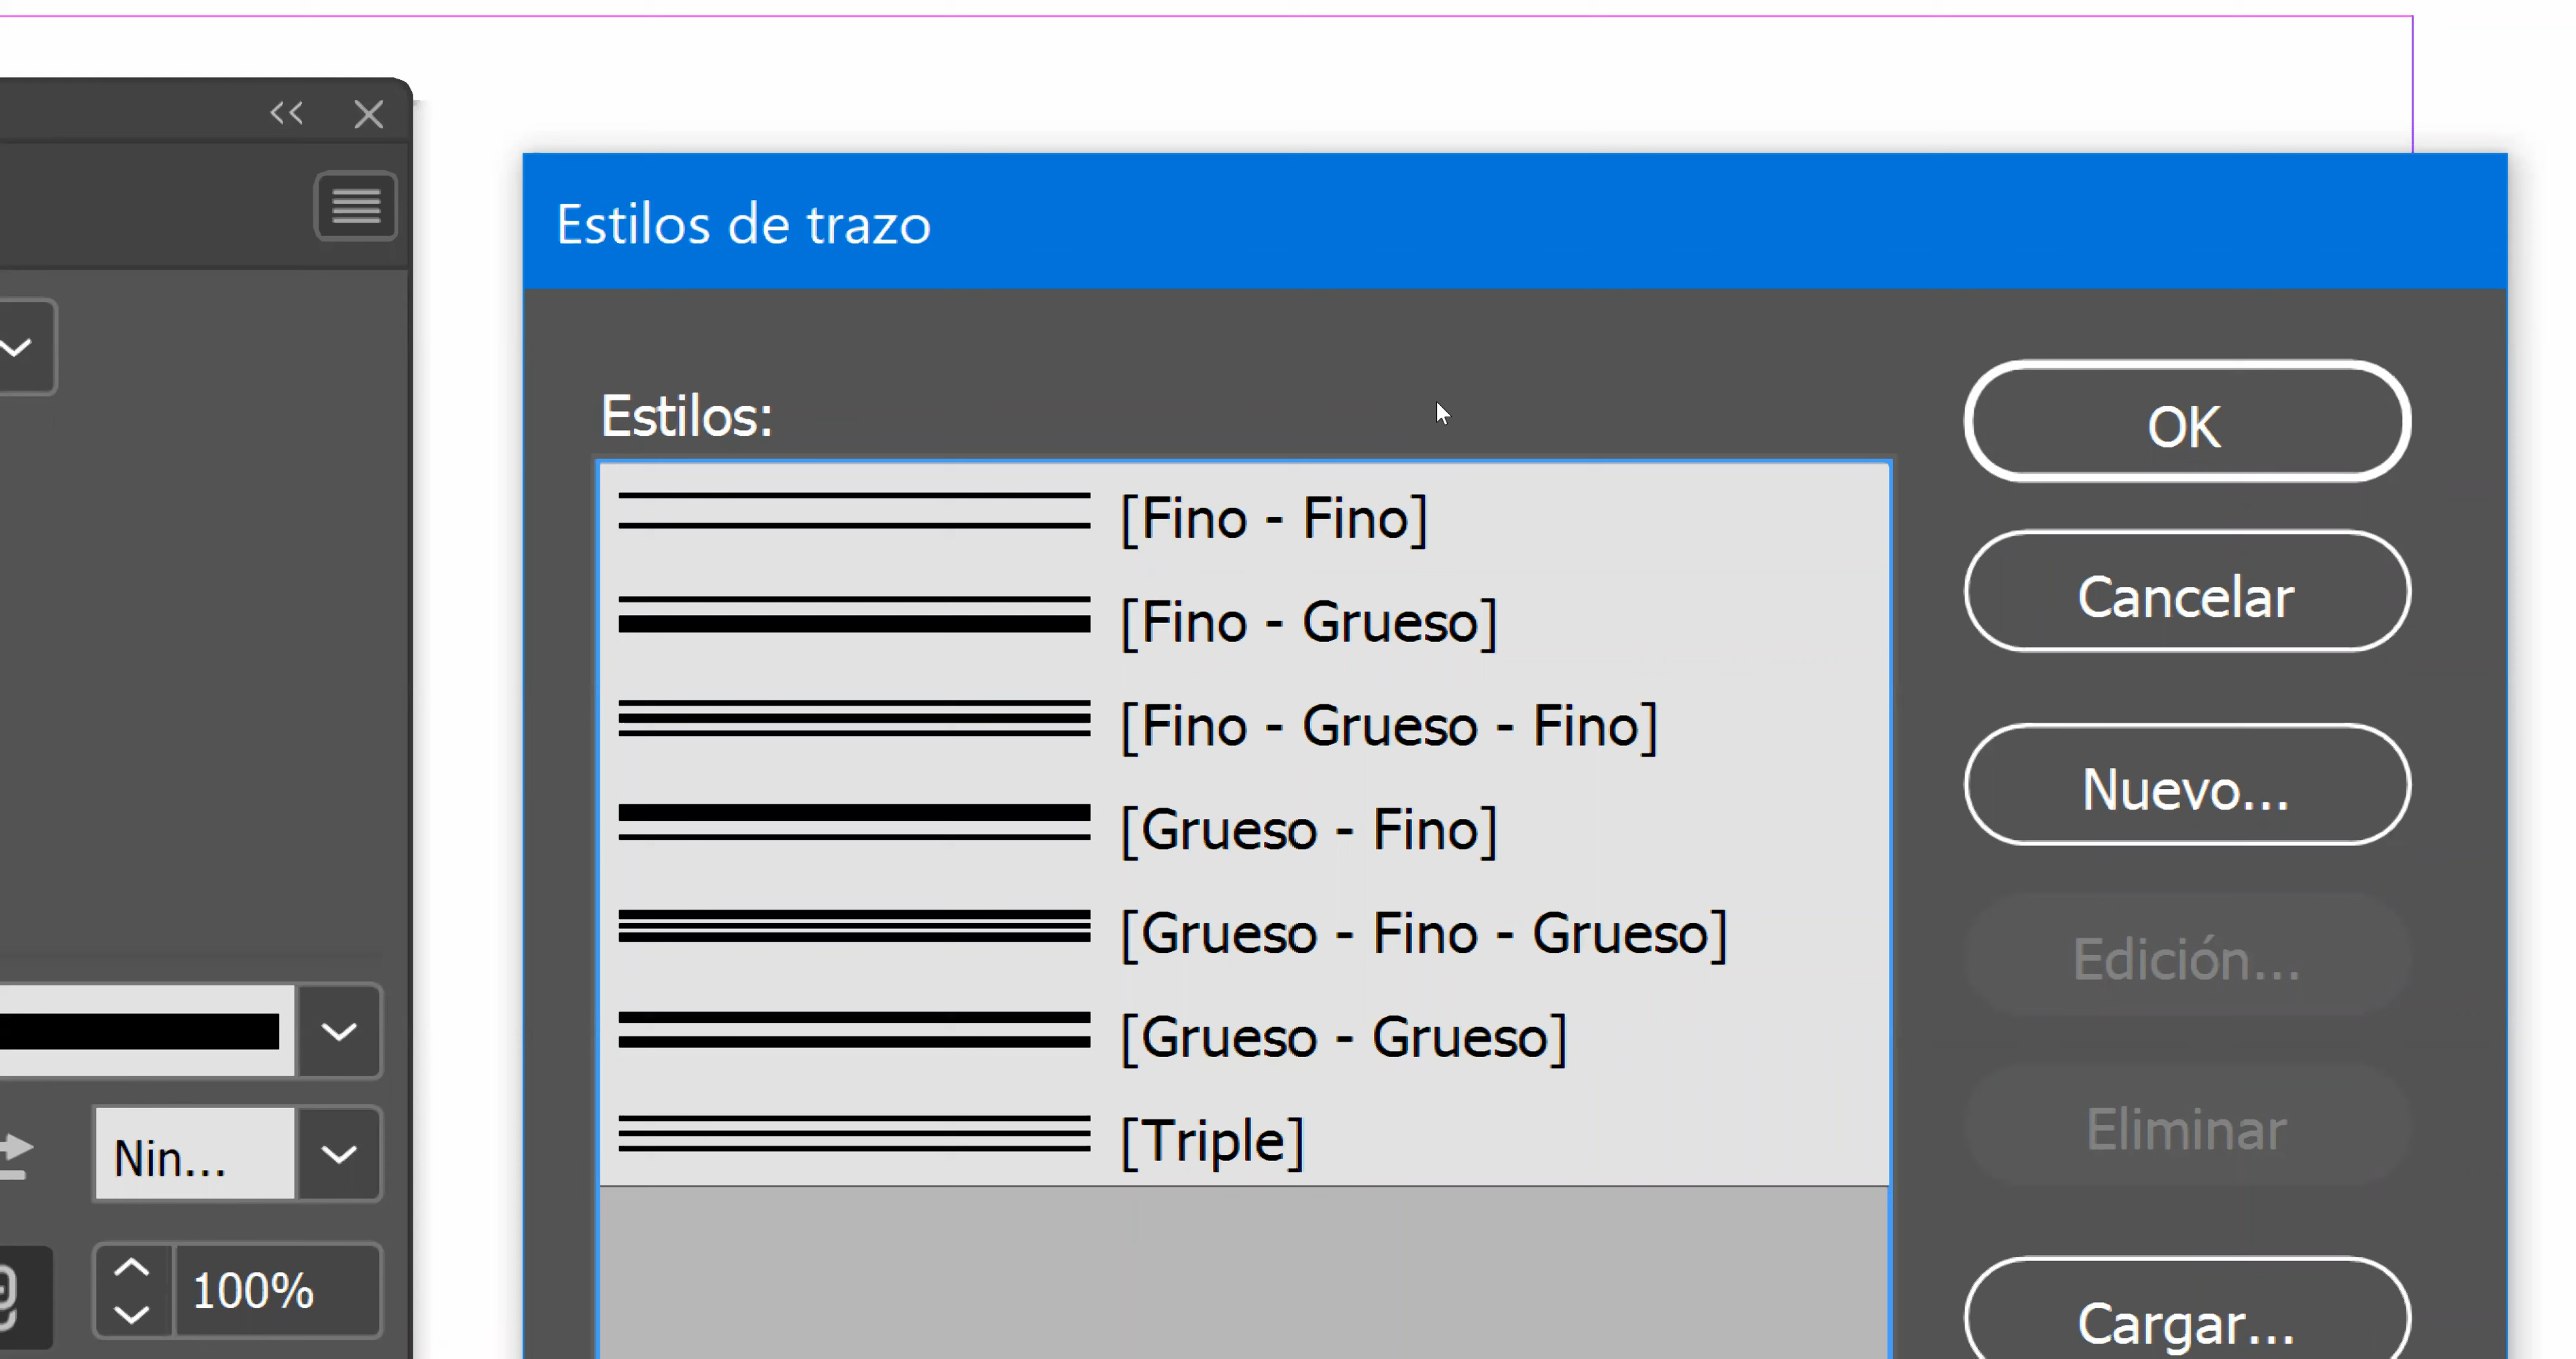 Estilos de trazo
Estilos:
[Fino - Fino]
[Fino - Grueso]
[Fino - Grueso - Fino]
[Grueso - Fino]
[Grueso - Fino - Grueso]
[Grueso - Grueso]
[Triple]
OK
Cancelar
Nuevo...
Edición...
Eliminar
Cargar...
Nin...
100%